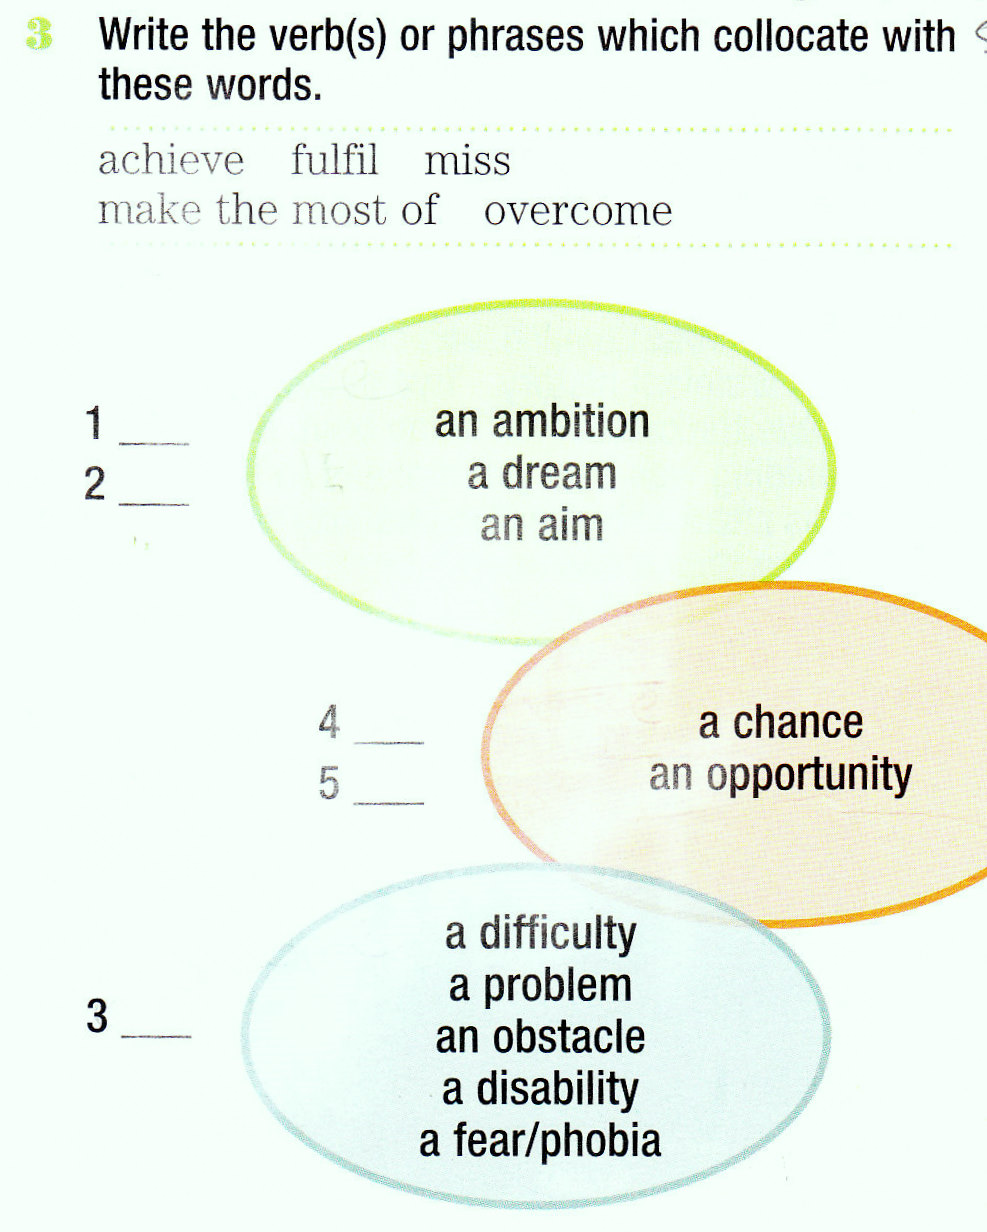 3 Write the verb(s) or phrases which collocate with
these words.
achieve fulfil miss
make the most of overcome
1 ___
2 ___
an ambition
a dream
an aim
4 ___
5 ___
a chance
an opportunity
3 ___
a difficulty
a problem
an obstacle
a disability
a fear/phobia